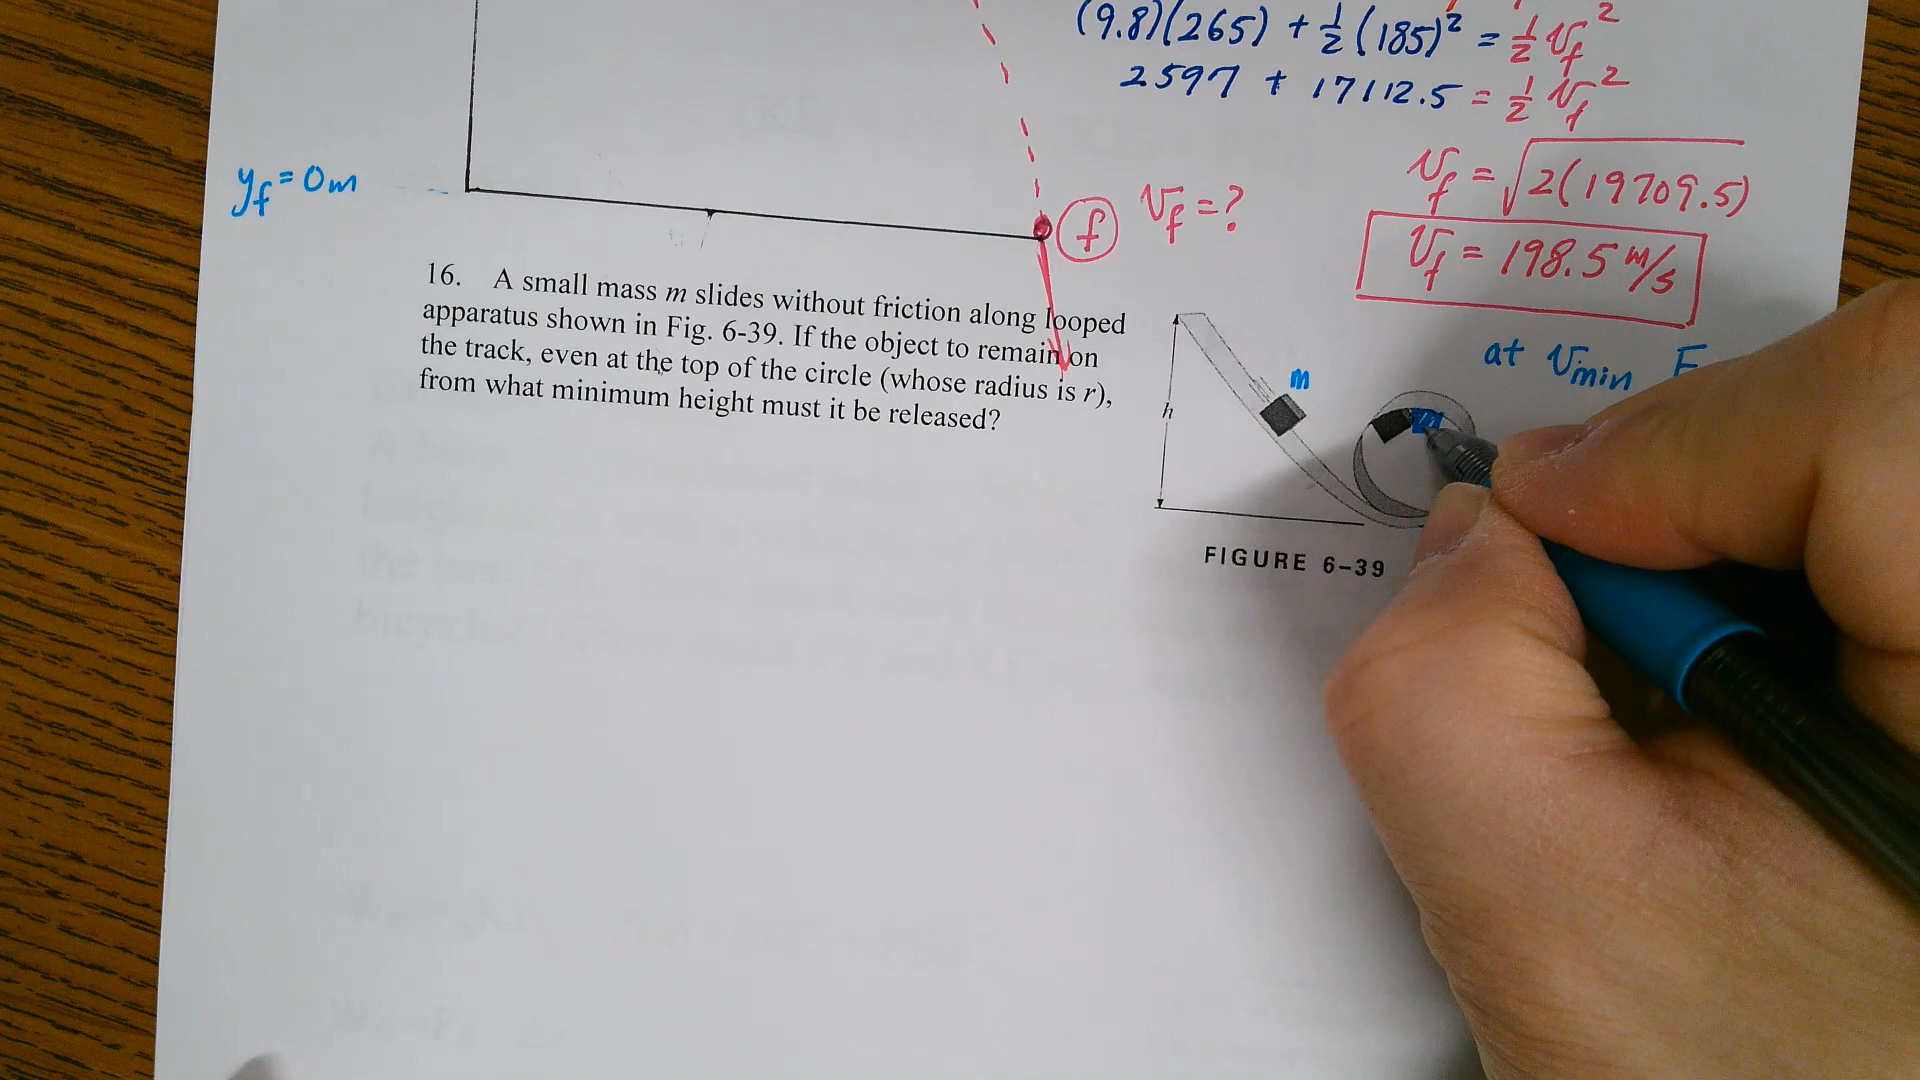 (9.8)(265) + 1/2 (185)² = 1/2 v_f²
2597 + 17112.5 = 1/2 v_f²
v_f = √2(19709.5)
v_f = 198.5 m/s
y_f = 0m
f v_f = ?
16. A small mass m slides without friction along looped
apparatus shown in Fig. 6-39. If the object to remain on
the track, even at the top of the circle (whose radius is r),
from what minimum height must it be released?
at v_min F
m
h
FIGURE 6–39